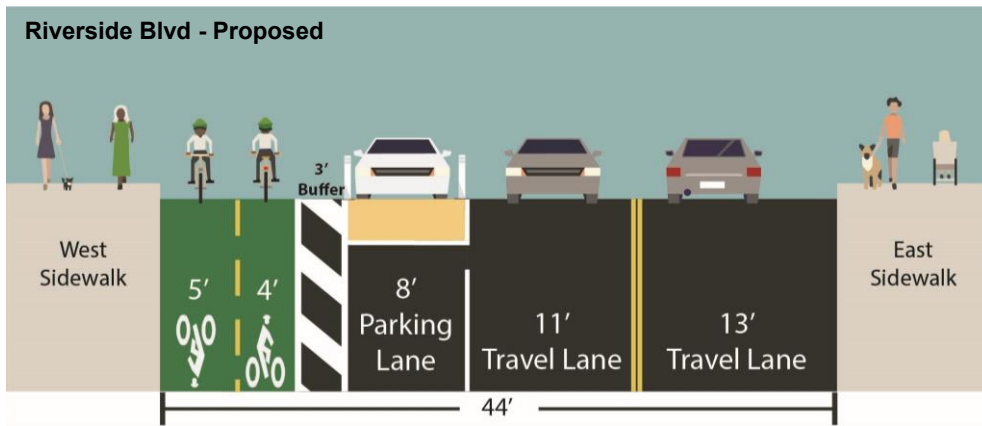 Riverside Blvd - Proposed
3’
Buffer
West
Sidewalk
5’
4’
8’
Parking
Lane
11’
Travel Lane
13’
Travel Lane
East
Sidewalk
44’